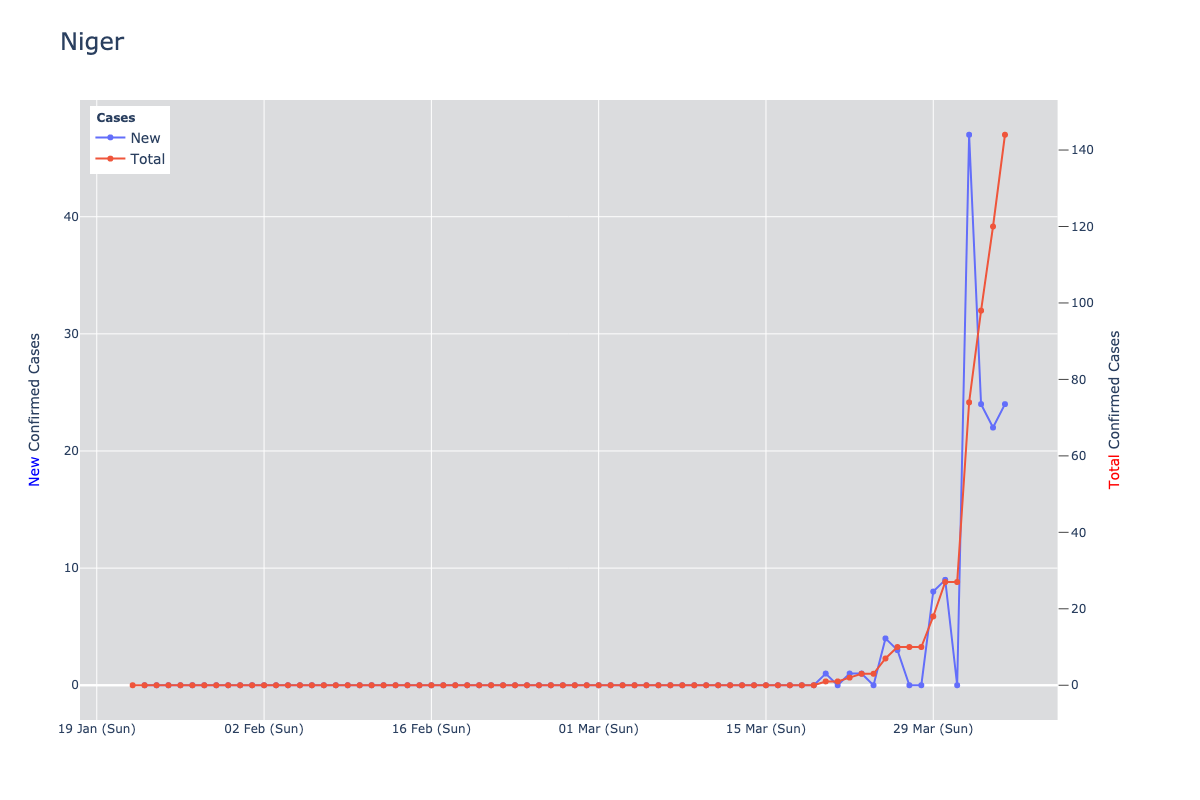 Niger
Cases
New
Total
40
30
20
10
0
140
120
100
80
60
40
20
0
New Confirmed Cases
Total Confirmed Cases
19 Jan (Sun)
02 Feb (Sun)
16 Feb (Sun)
01 Mar (Sun)
15 Mar (Sun)
29 Mar (Sun)